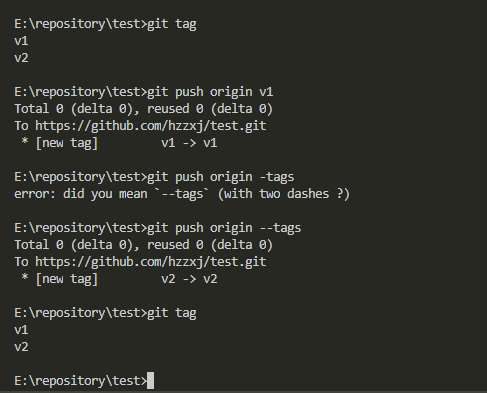 E:\repository\test>git tag
v1
v2
E:\repository\test>git push origin v1
Total 0 (delta 0), reused 0 (delta 0)
To https://github.com/hzzxj/test.git
 * [new tag]         v1 -> v1
E:\repository\test>git push origin -tags
error: did you mean `--tags` (with two dashes ?)
E:\repository\test>git push origin --tags
Total 0 (delta 0), reused 0 (delta 0)
To https://github.com/hzzxj/test.git
 * [new tag]         v2 -> v2
E:\repository\test>git tag
v1
v2
E:\repository\test>